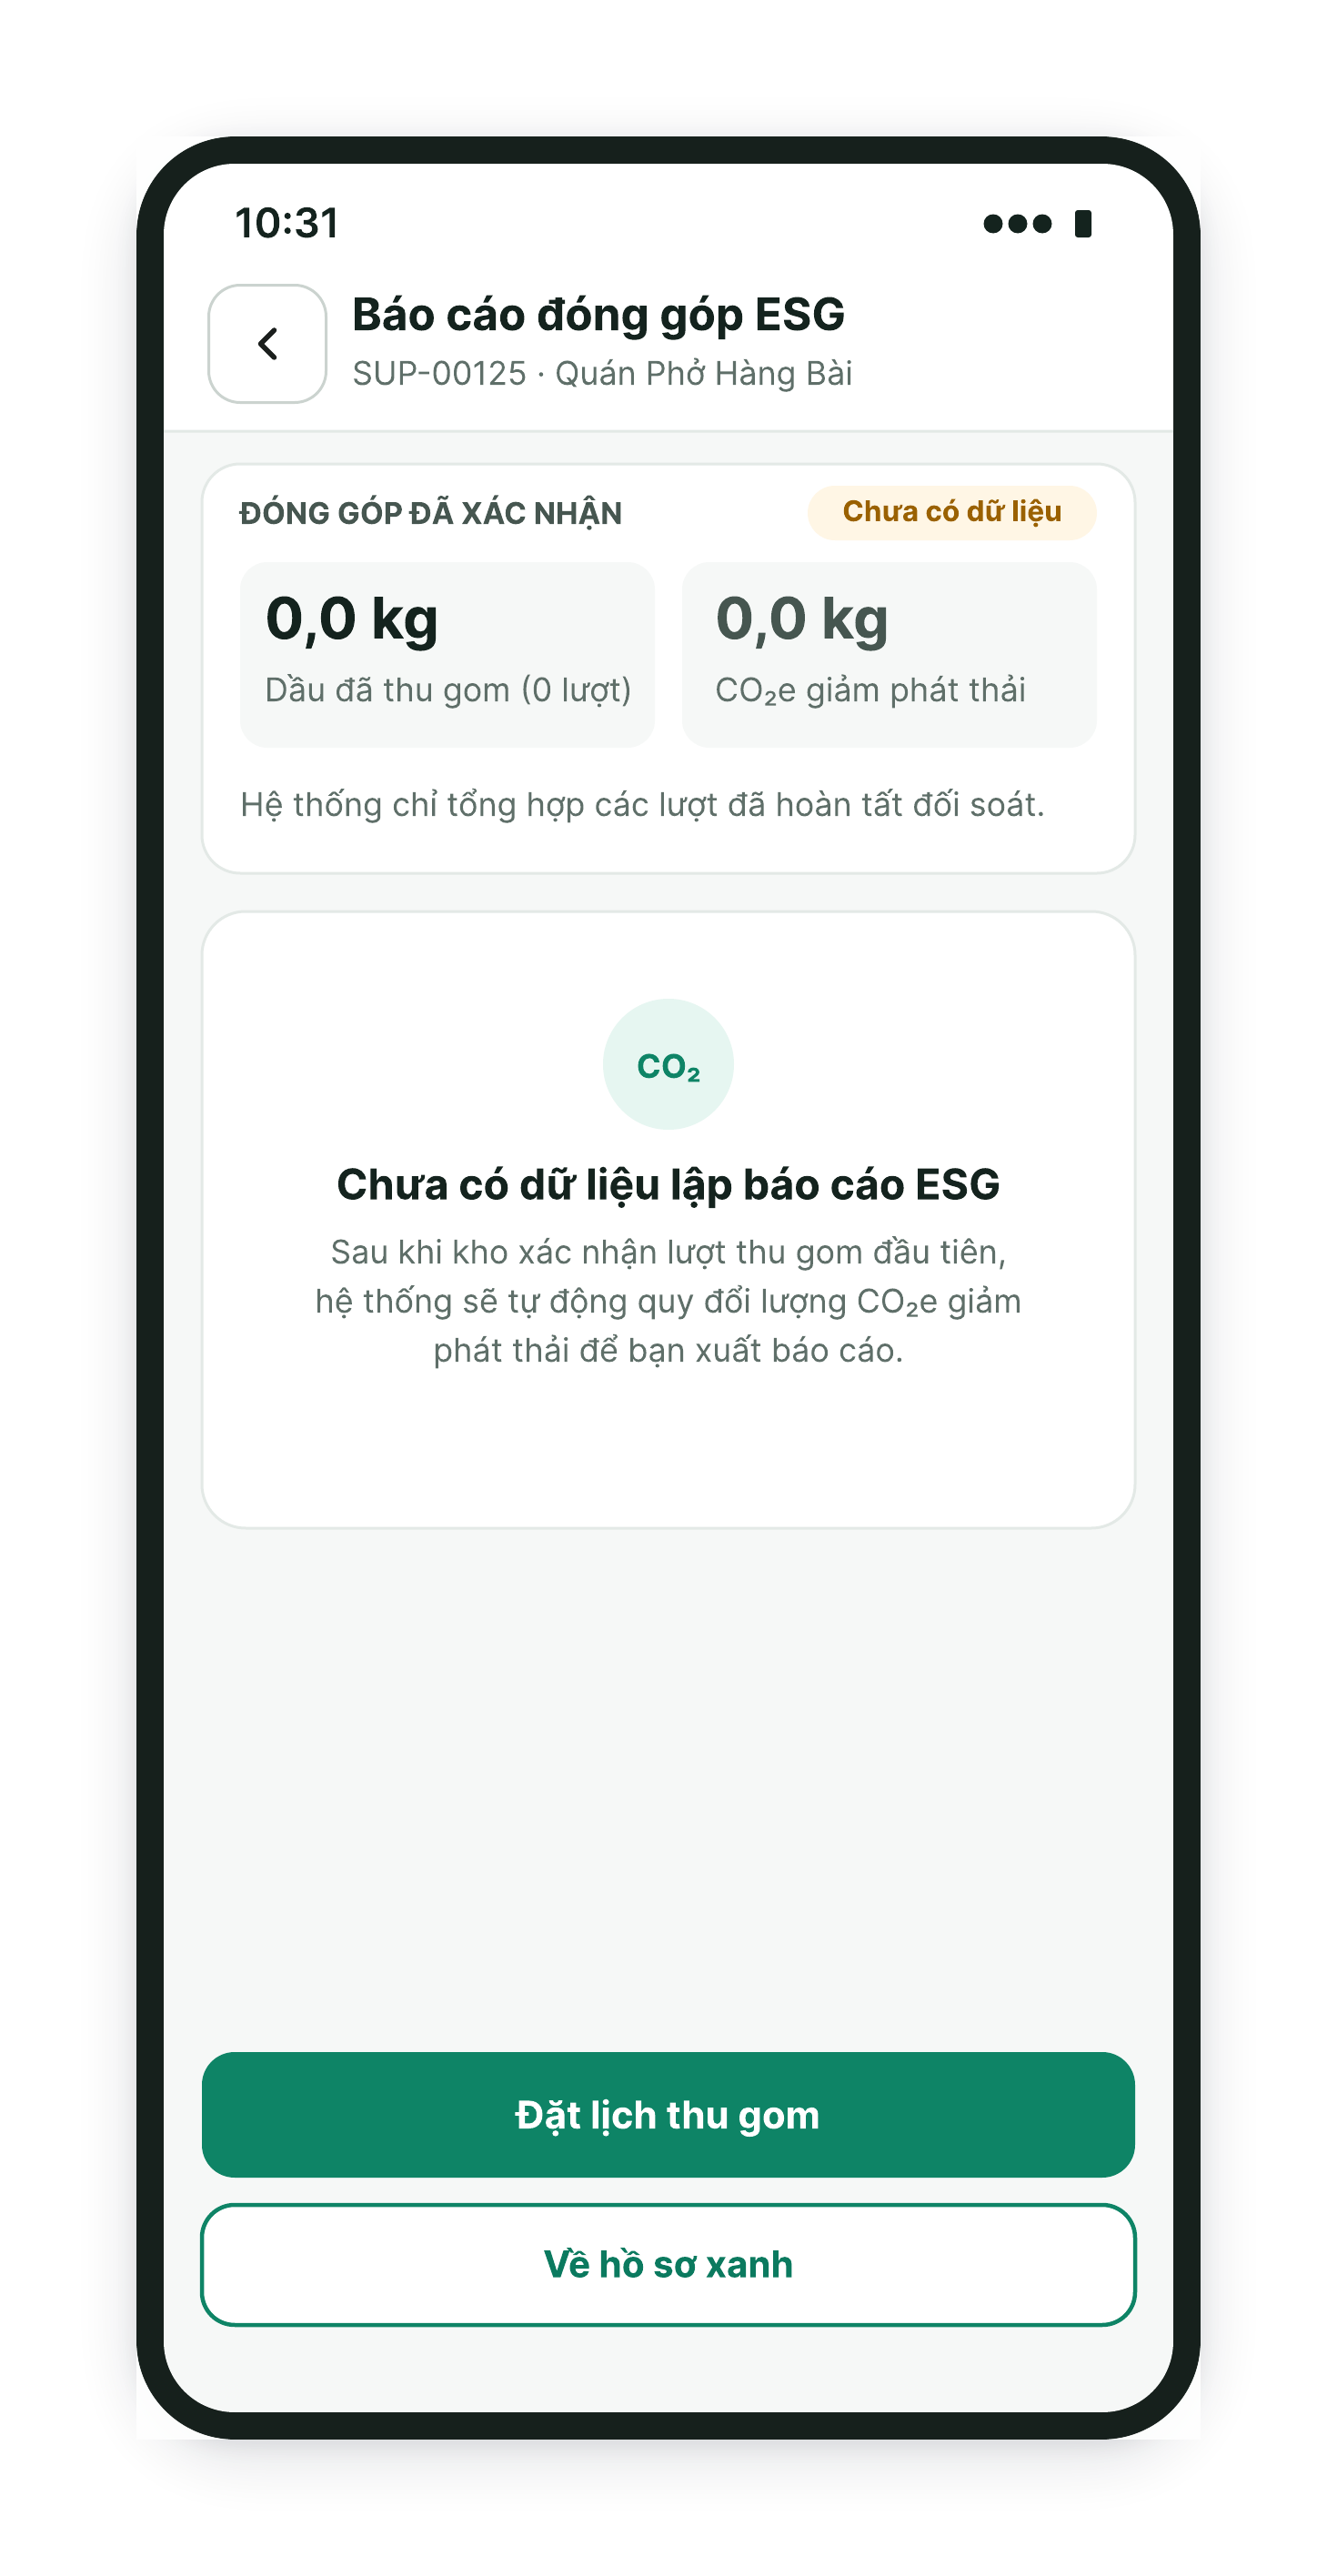 10:31
Báo cáo đóng góp ESG
SUP-00125 · Quán Phở Hàng Bài
ĐÓNG GÓP ĐÃ XÁC NHẬN
Chưa có dữ liệu
0,0 kg
Dầu đã thu gom (0 lượt)
0,0 kg
CO₂e giảm phát thải
Hệ thống chỉ tổng hợp các lượt đã hoàn tất đối soát.
CO₂
Chưa có dữ liệu lập báo cáo ESG
Sau khi kho xác nhận lượt thu gom đầu tiên,
hệ thống sẽ tự động quy đổi lượng CO₂e giảm
phát thải để bạn xuất báo cáo.
Đặt lịch thu gom
Về hồ sơ xanh